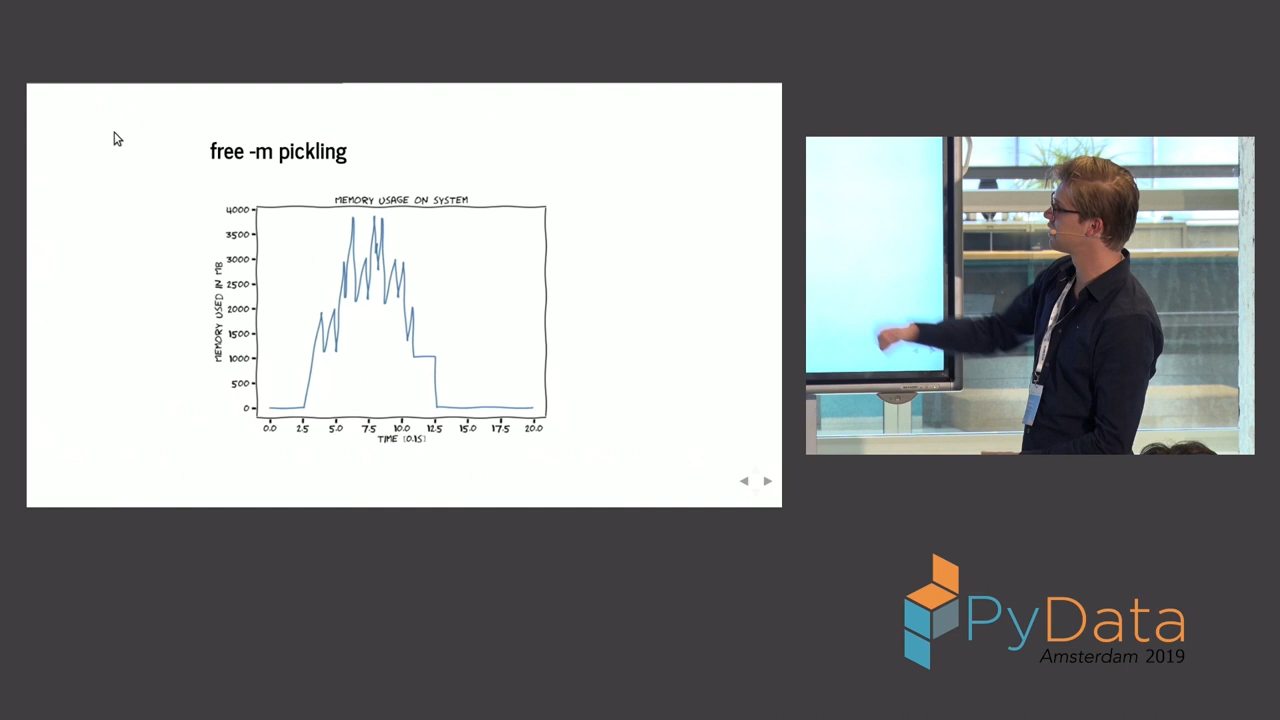 free -m pickling
MEMORY USAGE ON SYSTEM
MEMORY USED IN MB
4000
3500
3000
2500
2000
1500
1000
500
0
0.0 2.5 5.0 7.5 10.0 12.5 15.0 17.5 20.0
TIME (0.1S)
PyData
Amsterdam 2019